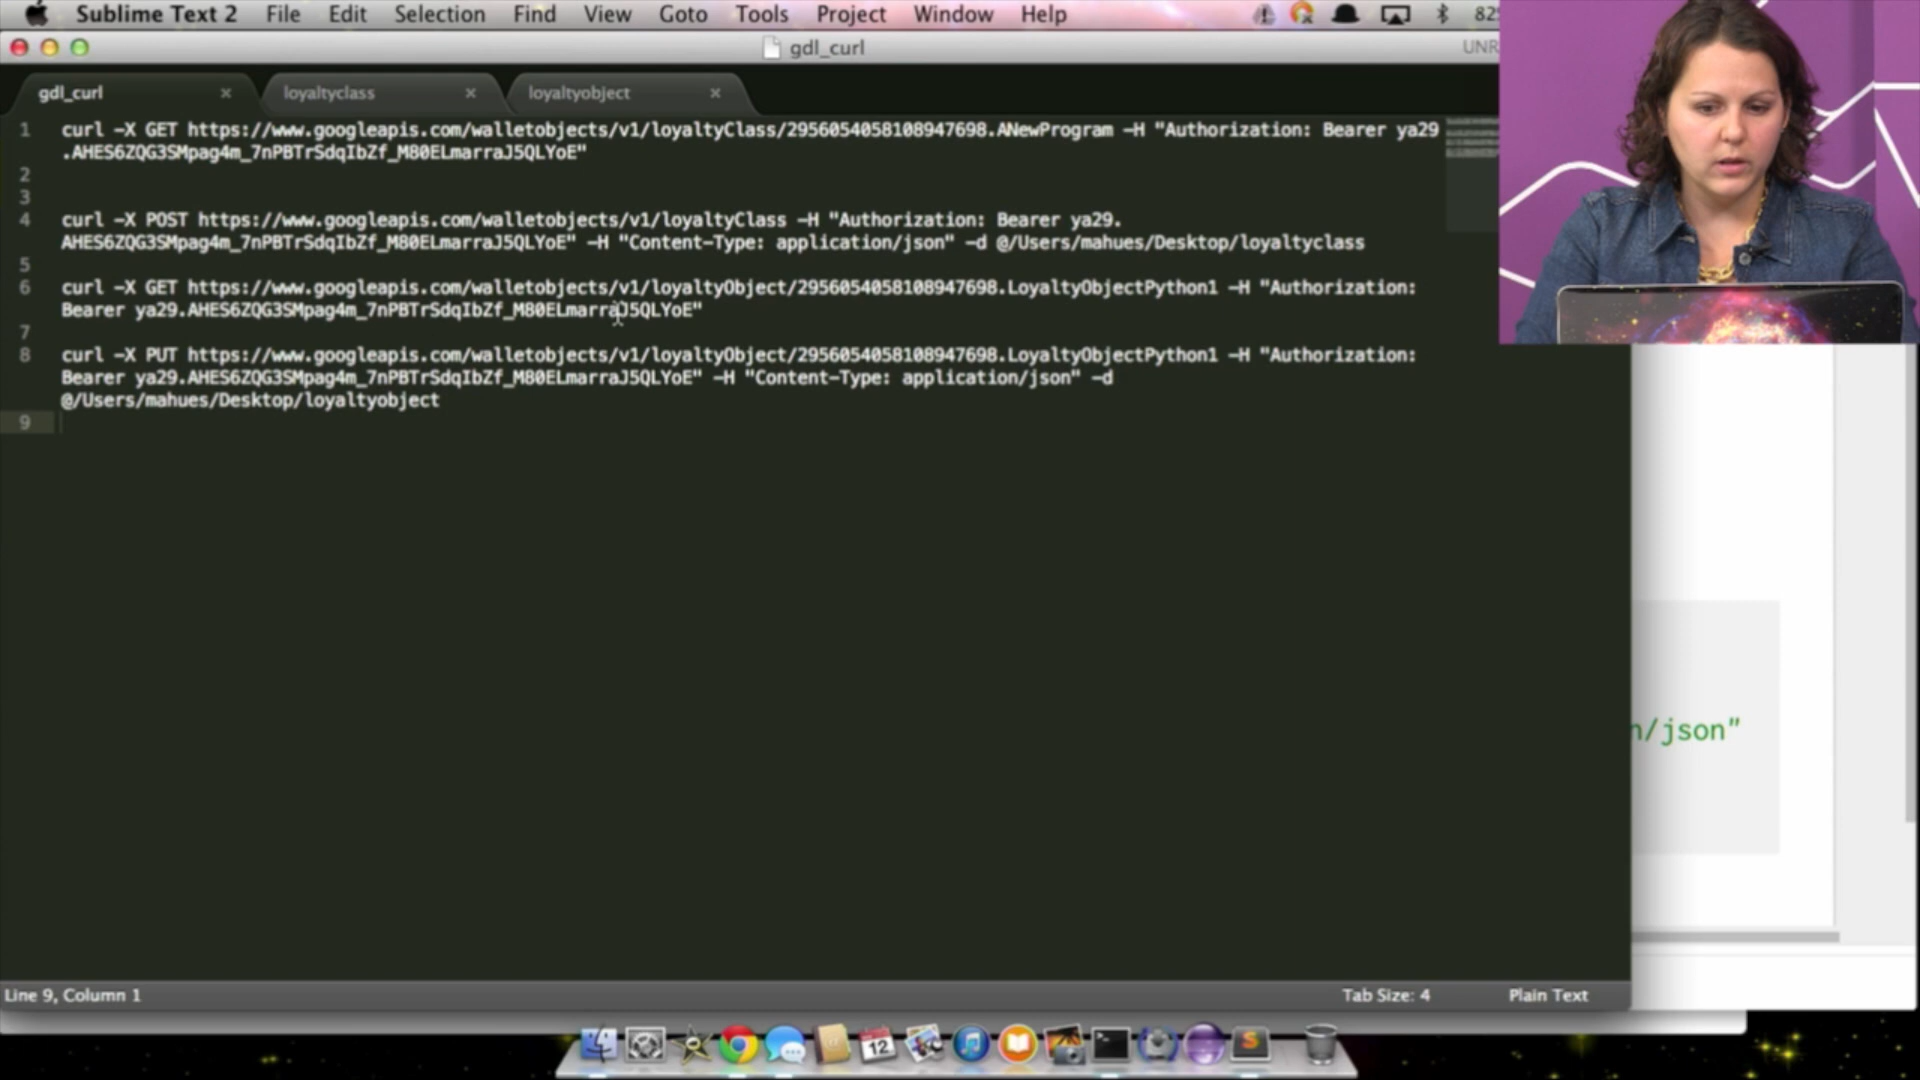 Sublime Text 2 File Edit Selection Find View Goto Tools Project Window Help
gdl_curl
UNR
gdl_curl loyaltyclass loyaltyobject
1 curl -X GET https://www.googleapis.com/walletobjects/v1/loyaltyClass/2956054058108947698.ANewProgram -H "Authorization: Bearer ya29
.AHES6ZQG3SMpag4m_7nPBTrSdqIbZf_M80ELmarraJ5QLYoE"
2
3
4 curl -X POST https://www.googleapis.com/walletobjects/v1/loyaltyClass -H "Authorization: Bearer ya29.
AHES6ZQG3SMpag4m_7nPBTrSdqIbZf_M80ELmarraJ5QLYoE" -H "Content-Type: application/json" -d @/Users/mahues/Desktop/loyaltyclass
5
6 curl -X GET https://www.googleapis.com/walletobjects/v1/loyaltyObject/2956054058108947698.LoyaltyObjectPython1 -H "Authorization:
Bearer ya29.AHES6ZQG3SMpag4m_7nPBTrSdqIbZf_M80ELmarraJ5QLYoE"
7
8 curl -X PUT https://www.googleapis.com/walletobjects/v1/loyaltyObject/2956054058108947698.LoyaltyObjectPython1 -H "Authorization:
Bearer ya29.AHES6ZQG3SMpag4m_7nPBTrSdqIbZf_M80ELmarraJ5QLYoE" -H "Content-Type: application/json" -d
@/Users/mahues/Desktop/loyaltyobject
9
n/json"
Line 9, Column 1 Tab Size: 4 Plain Text
12